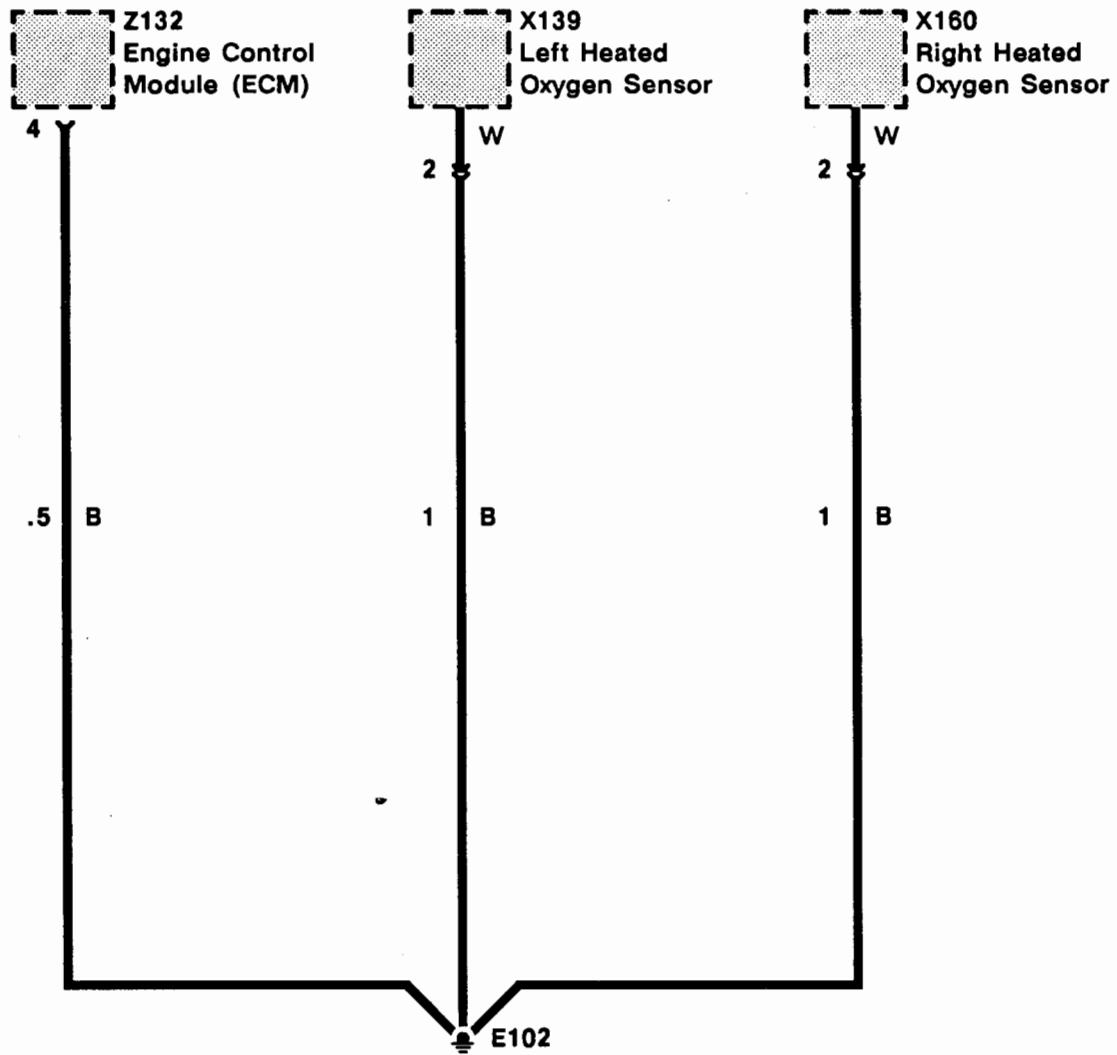 Z132
Engine Control
Module (ECM)
X139
Left Heated
Oxygen Sensor
X160
Right Heated
Oxygen Sensor
4
W
2
W
2
.5 B
1 B
1 B
E102